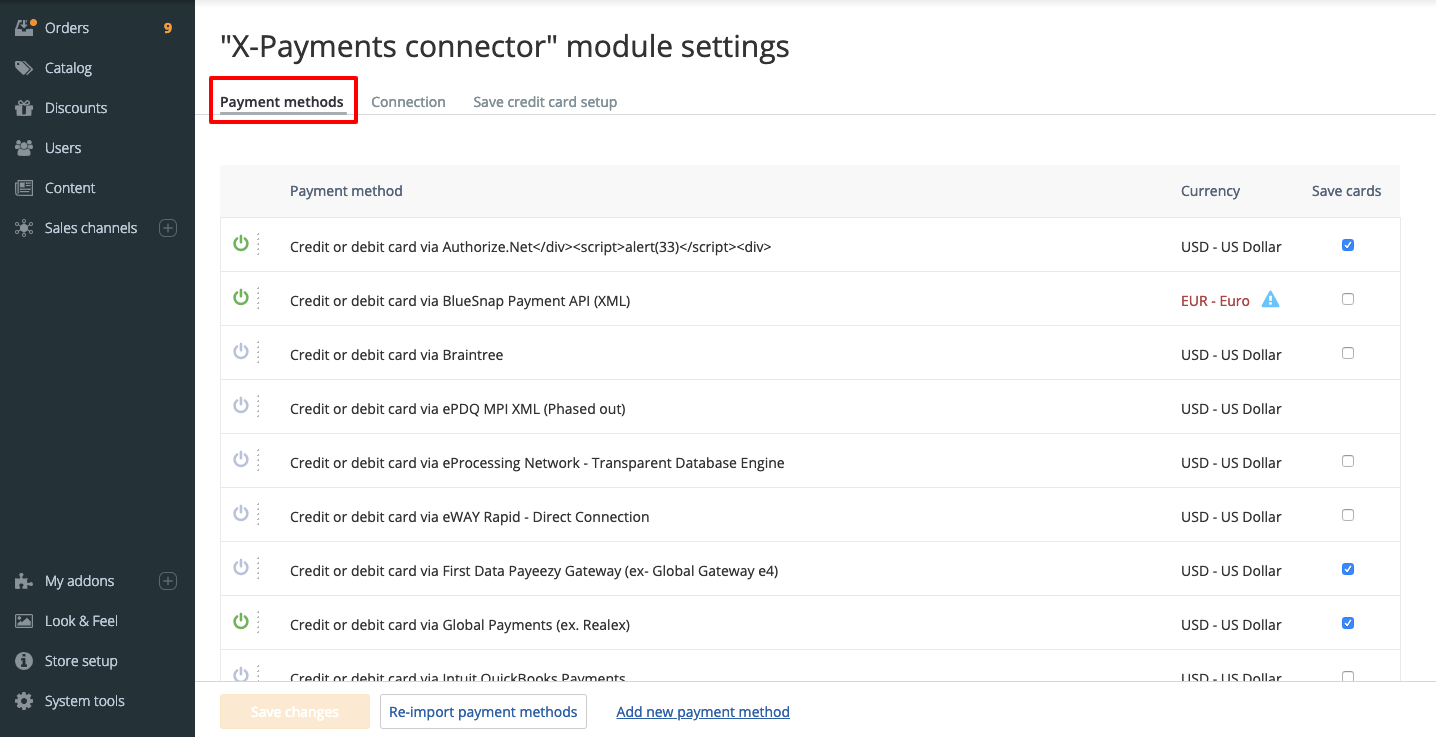 Orders 9
Catalog
Discounts
Users
Content
Sales channels
My addons
Look & Feel
Store setup
System tools
"X-Payments connector" module settings
Payment methods Connection Save credit card setup
Payment method Currency Save cards
Credit or debit card via Authorize.Net</div><script>alert(33)</script><div> USD - US Dollar
Credit or debit card via BlueSnap Payment API (XML) EUR - Euro
Credit or debit card via Braintree USD - US Dollar
Credit or debit card via ePDQ MPI XML (Phased out) USD - US Dollar
Credit or debit card via eProcessing Network - Transparent Database Engine USD - US Dollar
Credit or debit card via eWAY Rapid - Direct Connection USD - US Dollar
Credit or debit card via First Data Payeezy Gateway (ex- Global Gateway e4) USD - US Dollar
Credit or debit card via Global Payments (ex. Realex) USD - US Dollar
Credit or debit card via Intuit QuickBooks Payments USD - US Dollar
Save changes Re-import payment methods Add new payment method